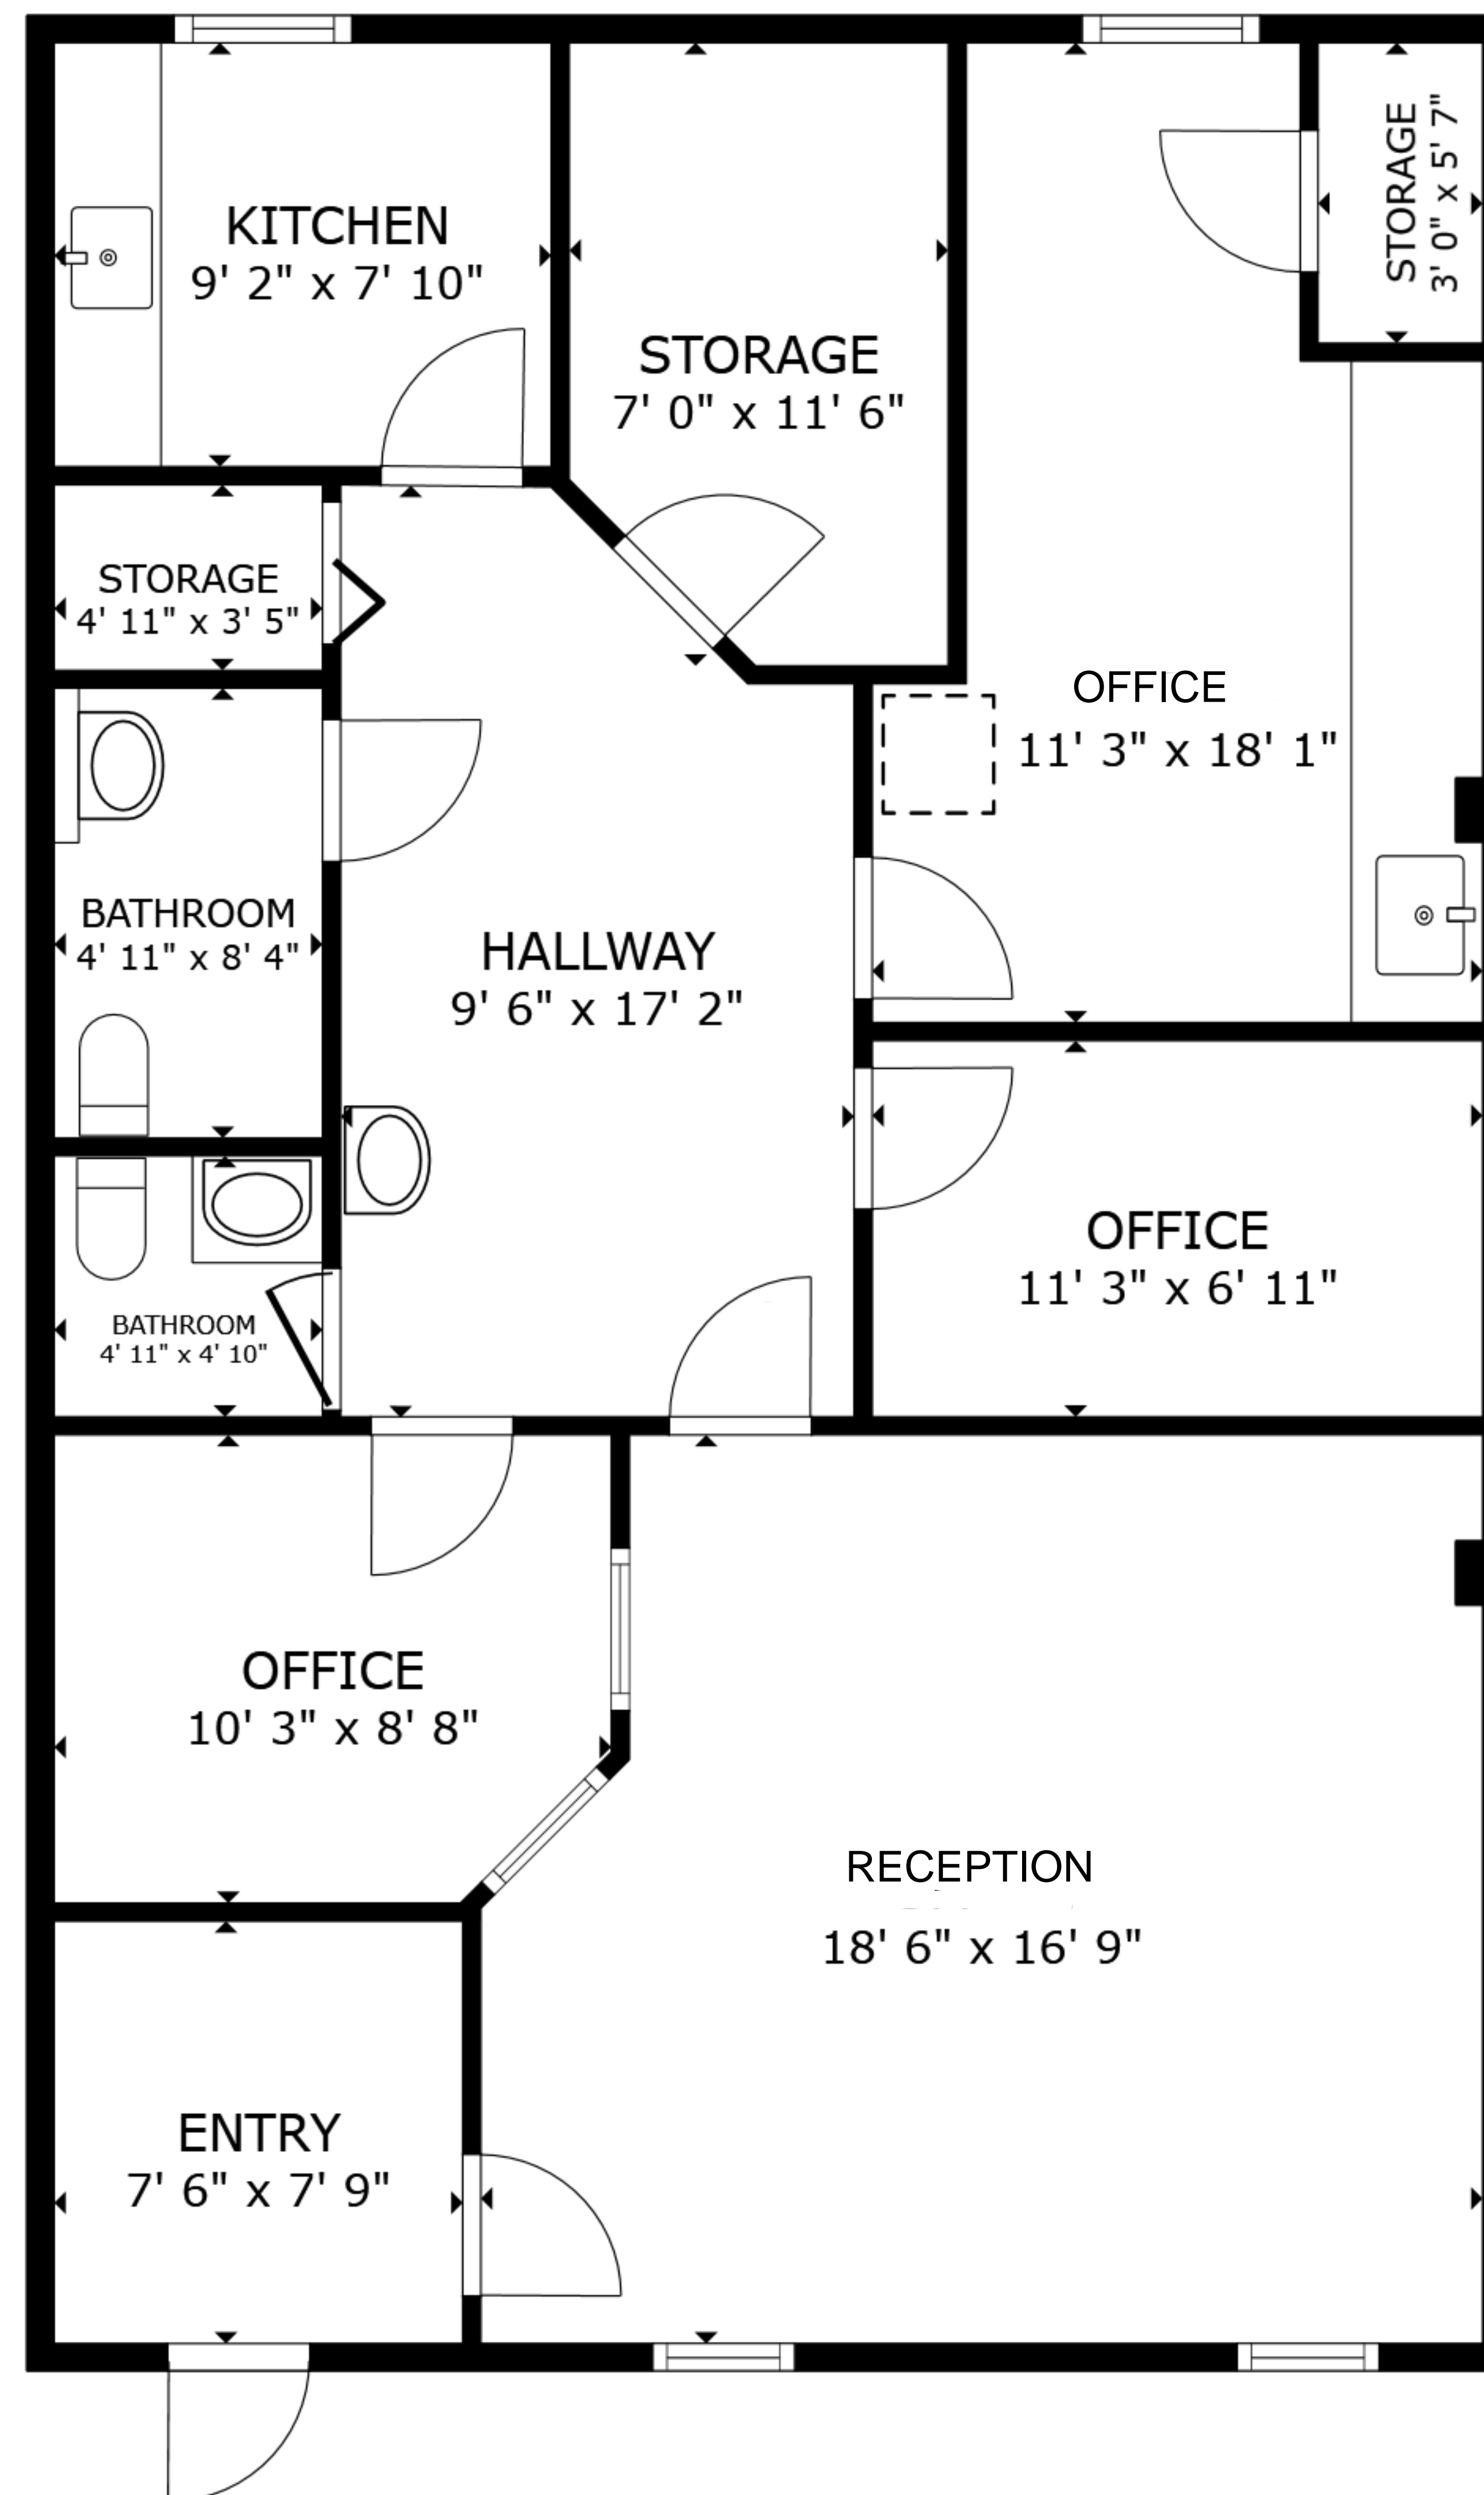 KITCHEN
9' 2" x 7' 10"
STORAGE
7' 0" x 11' 6"
STORAGE
3' 0" x 5' 7"
STORAGE
4' 11" x 3' 5"
OFFICE
11' 3" x 18' 1"
BATHROOM
4' 11" x 8' 4"
HALLWAY
9' 6" x 17' 2"
OFFICE
11' 3" x 6' 11"
BATHROOM
4' 11" x 4' 10"
OFFICE
10' 3" x 8' 8"
RECEPTION
18' 6" x 16' 9"
ENTRY
7' 6" x 7' 9"